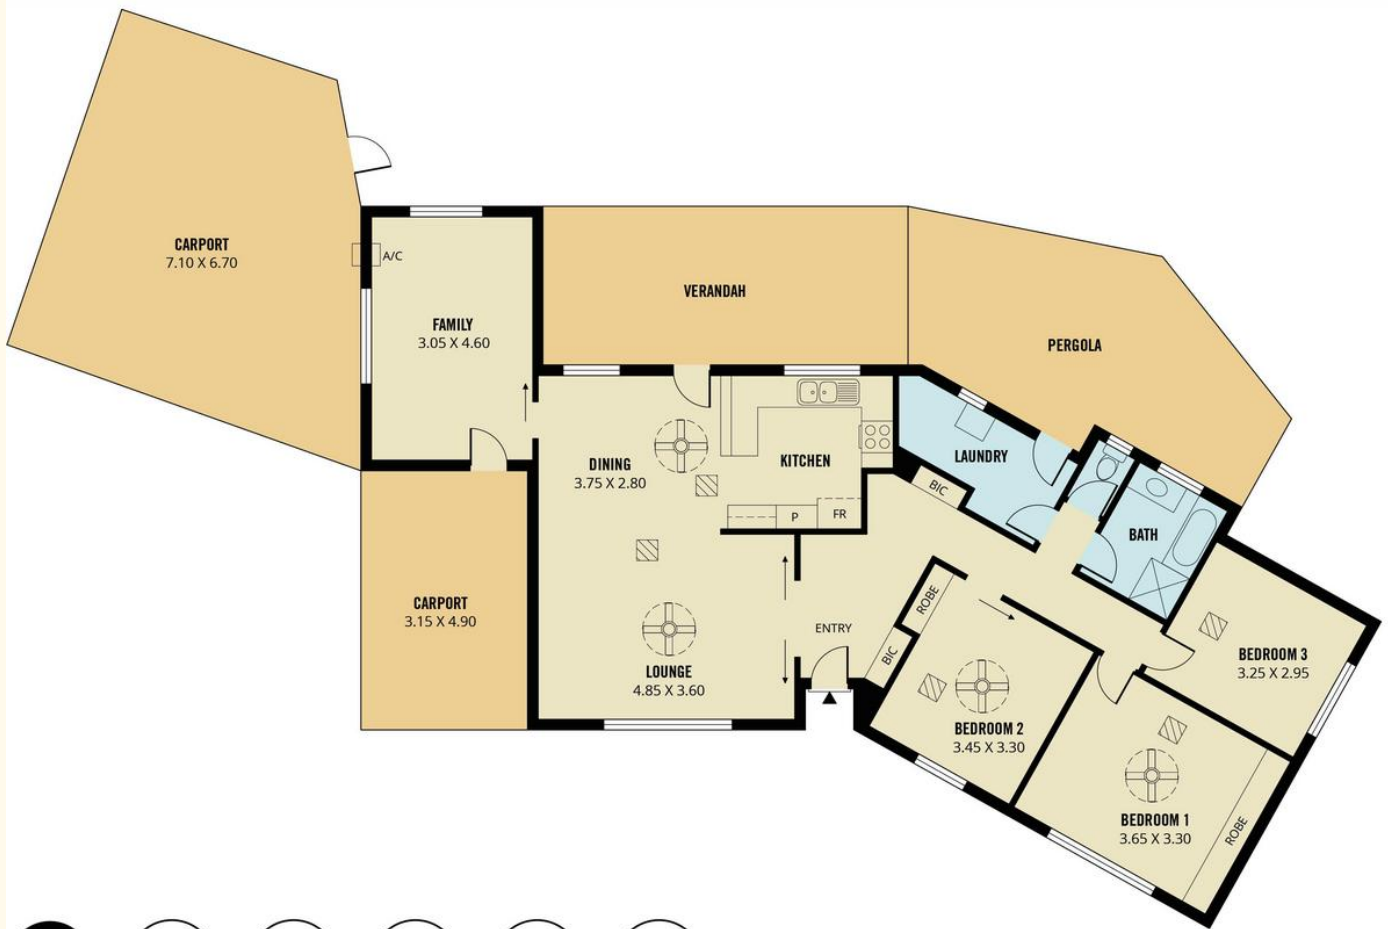 CARPORT
7.10 X 6.70
A/C
FAMILY
3.05 X 4.60
VERANDAH
PERGOLA
DINING
3.75 X 2.80
KITCHEN
P
FR
LAUNDRY
BIC
BATH
CARPORT
3.15 X 4.90
ENTRY
ROBE
BIC
LOUNGE
4.85 X 3.60
BEDROOM 2
3.45 X 3.30
BEDROOM 3
3.25 X 2.95
BEDROOM 1
3.65 X 3.30
ROBE